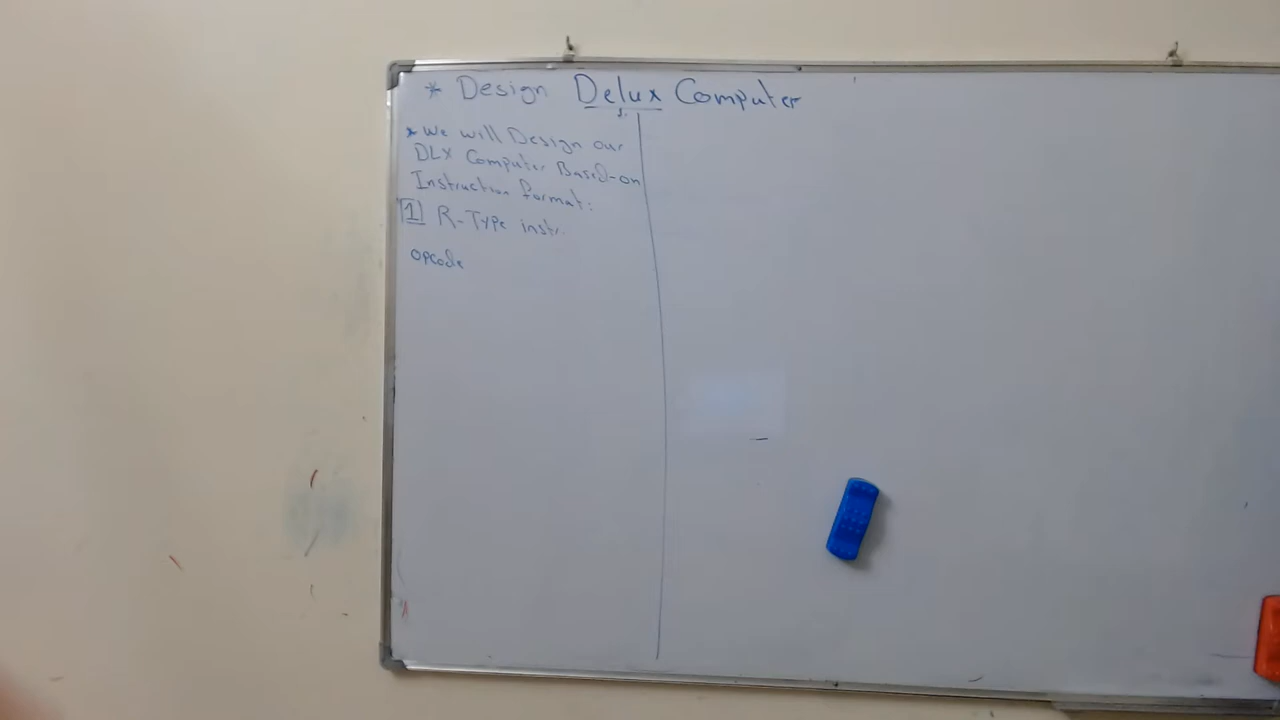 * Design Delux Computer
* We will Design our
DLX Computer Based-on
Instruction format:
1 R-Type instr.
opcode